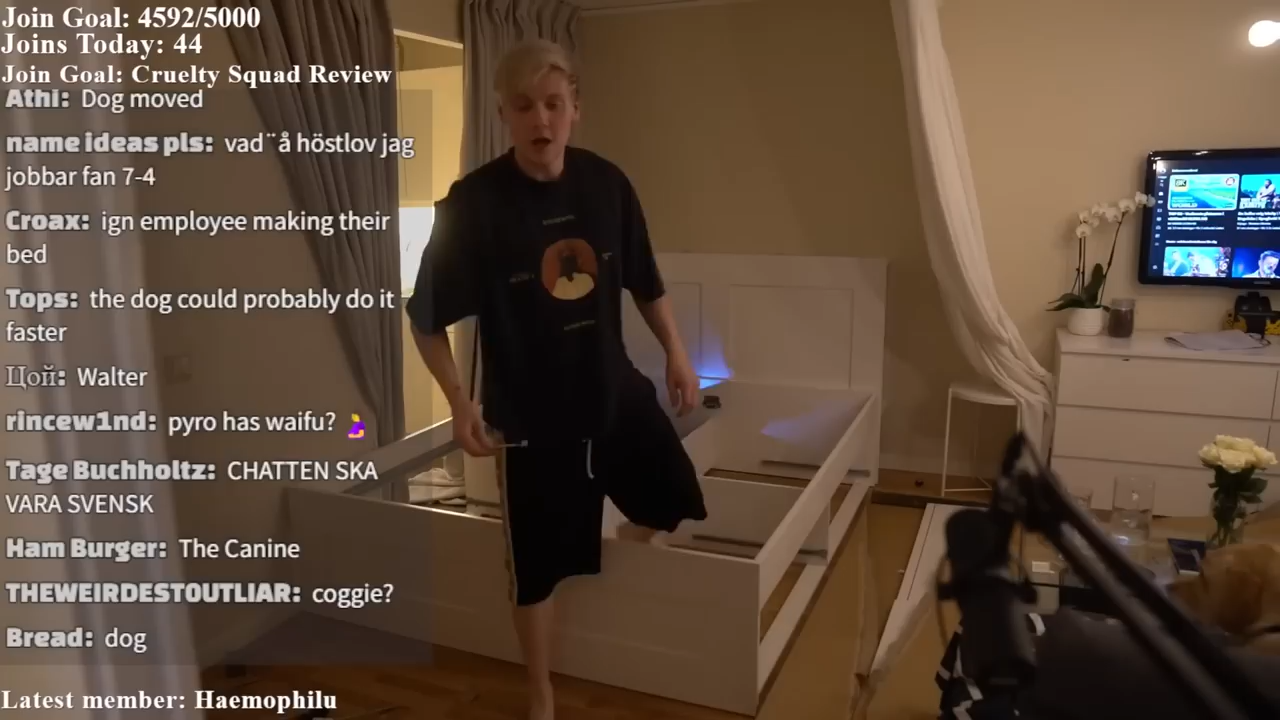 Join Goal: 4592/5000
Joins Today: 44
Join Goal: Cruelty Squad Review
Athi: Dog moved
name ideas pls: vad¨å höstlov jag
jobbar fan 7-4
Croax: ign employee making their
bed
Tops: the dog could probably do it
faster
Цой: Walter
rincew1nd: pyro has waifu?
Tage Buchholtz: CHATTEN SKA
VARA SVENSK
Ham Burger: The Canine
THEWEIRDESTOUTLIAR: coggie?
Bread: dog
Latest member: Haemophilu